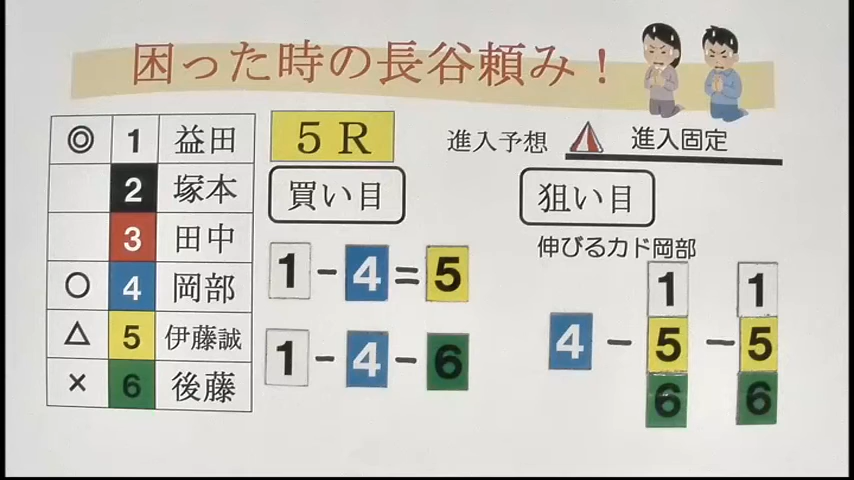 困った時の長谷頼み！
◎ 1 益田
2 塚本
3 田中
○ 4 岡部
△ 5 伊藤誠
× 6 後藤
5R
進入予想 進入固定
買い目
1-4=5
1-4-6
狙い目
伸びるカド岡部
1 1
4-5-5
6 6